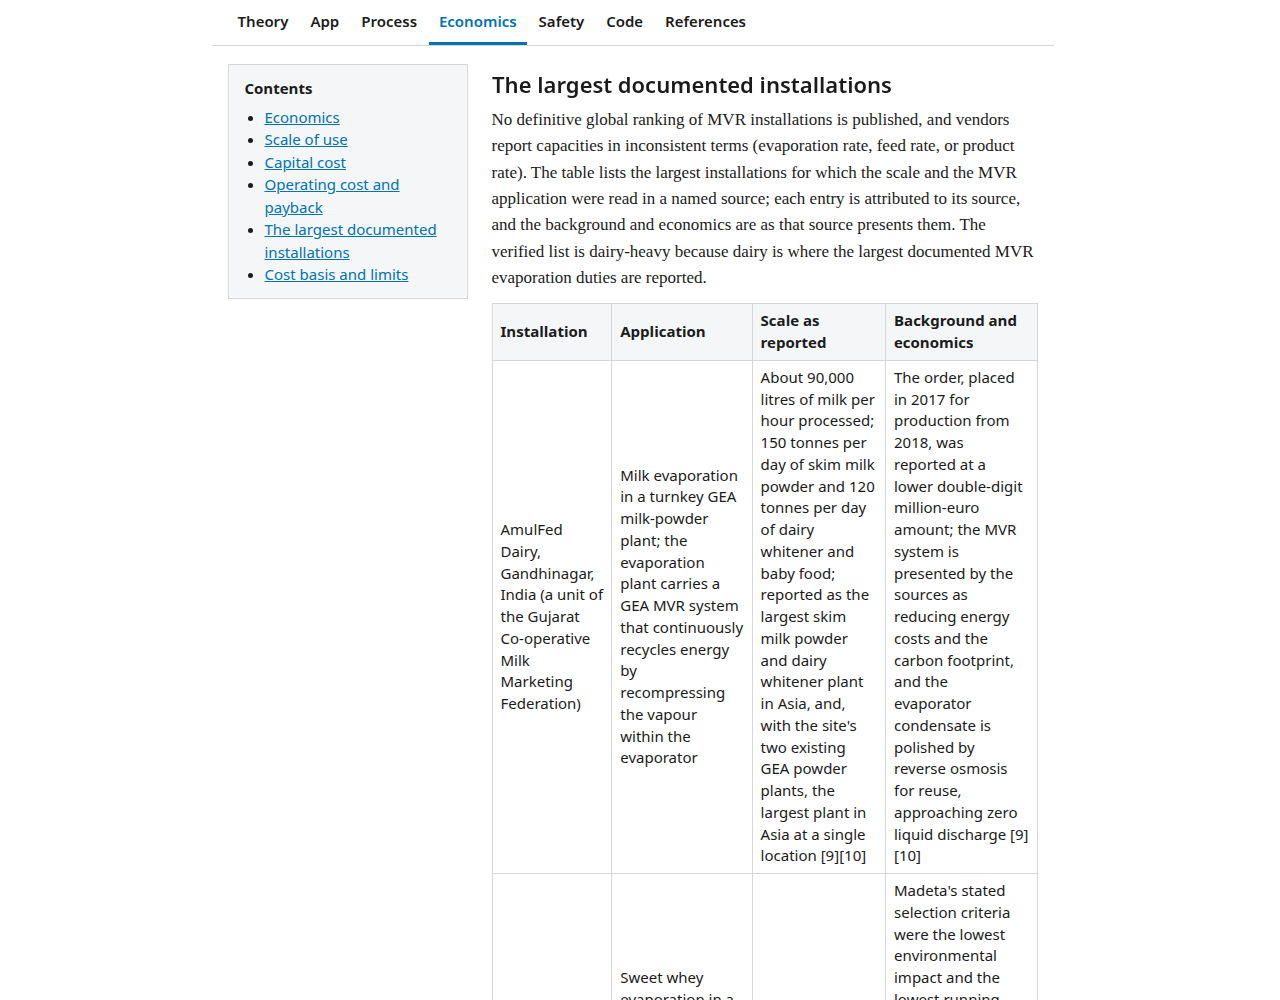 Theory App Process Economics Safety Code References
Contents
Economics
Scale of use
Capital cost
Operating cost and
payback
The largest documented
installations
Cost basis and limits
The largest documented installations
No definitive global ranking of MVR installations is published, and vendors
report capacities in inconsistent terms (evaporation rate, feed rate, or product
rate). The table lists the largest installations for which the scale and the MVR
application were read in a named source; each entry is attributed to its source,
and the background and economics are as that source presents them. The
verified list is dairy-heavy because dairy is where the largest documented MVR
evaporation duties are reported.
Installation
Application
Scale as
reported
Background and
economics
AmulFed
Dairy,
Gandhinagar,
India (a unit of
the Gujarat
Co-operative
Milk
Marketing
Federation)
Milk evaporation
in a turnkey GEA
milk-powder
plant; the
evaporation
plant carries a
GEA MVR system
that continuously
recycles energy
by
recompressing
the vapour
within the
evaporator
About 90,000
litres of milk per
hour processed;
150 tonnes per
day of skim milk
powder and 120
tonnes per day
of dairy
whitener and
baby food;
reported as the
largest skim
milk powder
and dairy
whitener plant
in Asia, and,
with the site's
two existing
GEA powder
plants, the
largest plant in
Asia at a single
location [9][10]
The order, placed
in 2017 for
production from
2018, was
reported at a
lower double-digit
million-euro
amount; the MVR
system is
presented by the
sources as
reducing energy
costs and the
carbon footprint,
and the
evaporator
condensate is
polished by
reverse osmosis
for reuse,
approaching zero
liquid discharge [9]
[10]
Sweet whey
evaporation in a
Madeta's stated
selection criteria
were the lowest
environmental
impact and the
lowest running